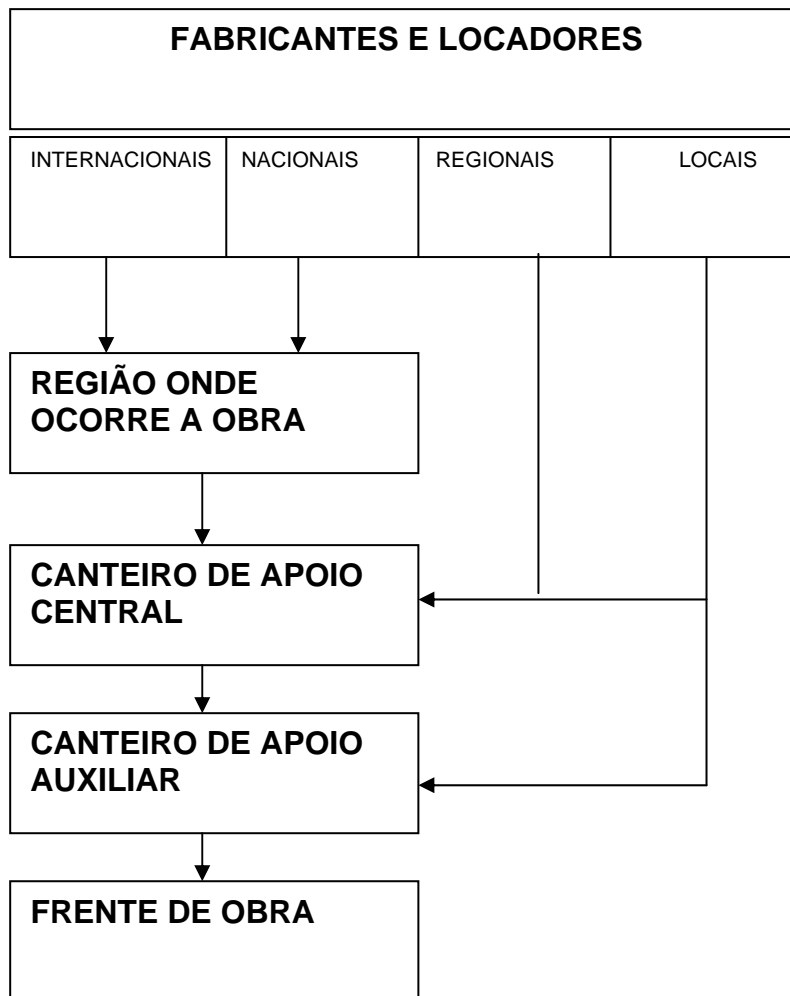 FABRICANTES E LOCADORES
INTERNACIONAIS NACIONAIS REGIONAIS LOCAIS
REGIÃO ONDE
OCORRE A OBRA
CANTEIRO DE APOIO
CENTRAL
CANTEIRO DE APOIO
AUXILIAR
FRENTE DE OBRA